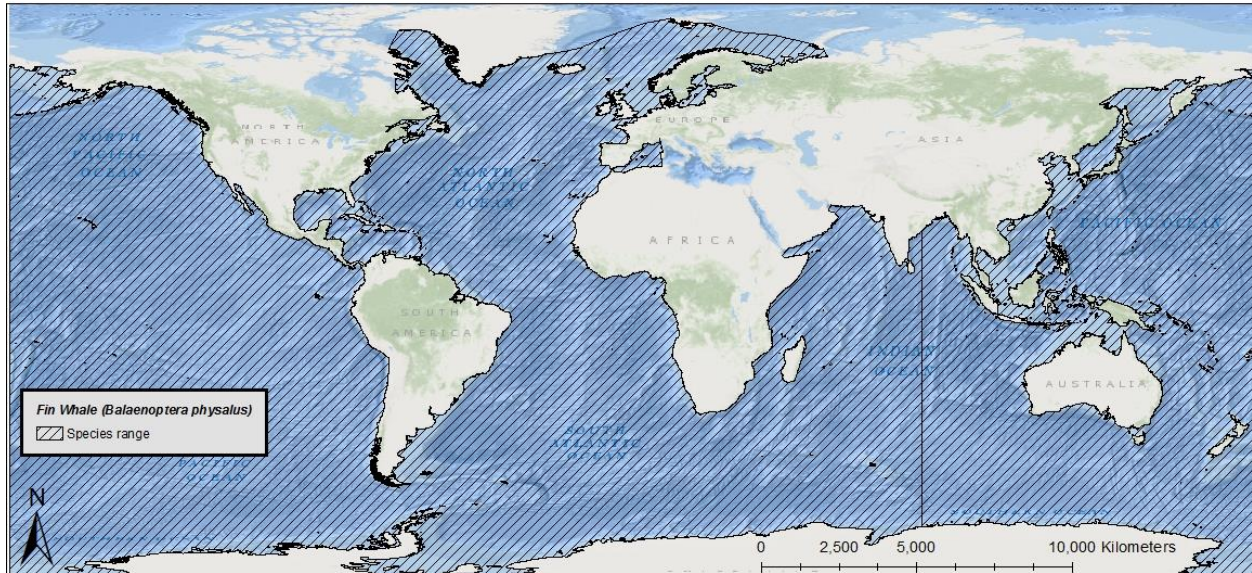 NORTH
PACIFIC
OCEAN
NORTH
AMERICA
NORTH
ATLANTIC
OCEAN
EUROPE
ASIA
PACIFIC OCEAN
AFRICA
SOUTH
AMERICA
INDIAN
OCEAN
AUSTRALIA
Fin Whale (Balaenoptera physalus)
Species range
SOUTH
ATLANTIC
OCEAN
PACIFIC
OCEAN
N
0 2,500 5,000 10,000 Kilometers